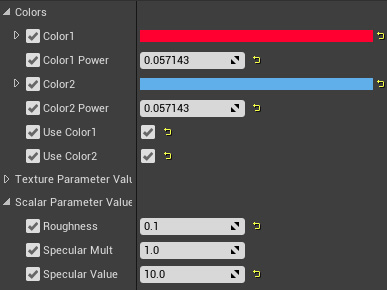 Colors
Color1
Color1 Power 0.057143
Color2
Color2 Power 0.057143
Use Color1
Use Color2
Texture Parameter Valu
Scalar Parameter Value
Roughness 0.1
Specular Mult 1.0
Specular Value 10.0